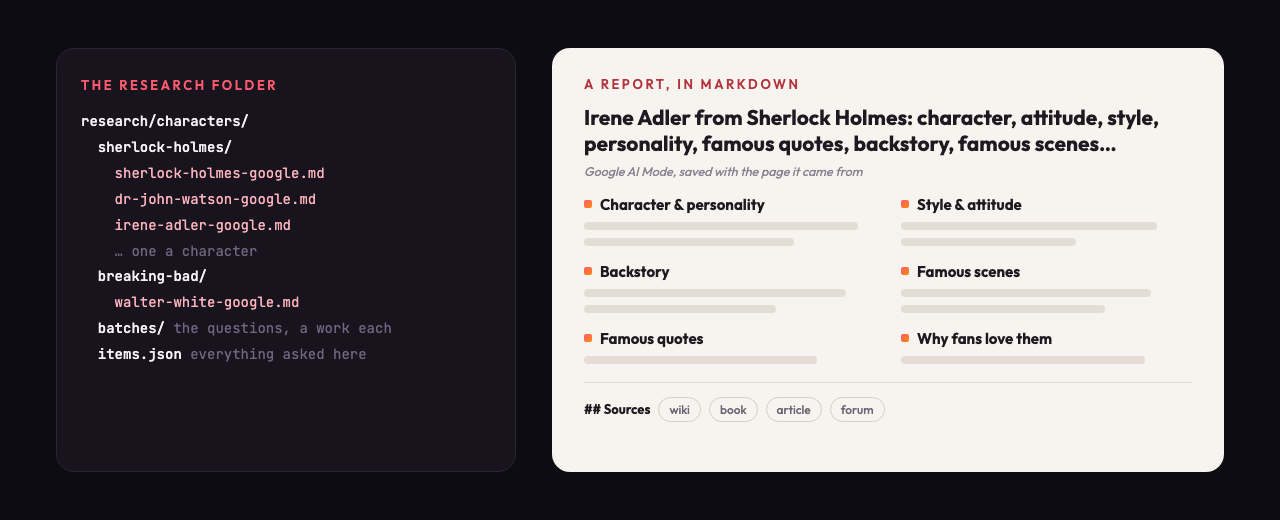 THE RESEARCH FOLDER
research/characters/
sherlock-holmes/
sherlock-holmes-google.md
dr-john-watson-google.md
irene-adler-google.md
… one a character
breaking-bad/
walter-white-google.md
batches/ the questions, a work each
items.json everything asked here
A REPORT, IN MARKDOWN
Irene Adler from Sherlock Holmes: character, attitude, style,
personality, famous quotes, backstory, famous scenes...
Google AI Mode, saved with the page it came from
Character & personality
Style & attitude
Backstory
Famous scenes
Famous quotes
Why fans love them
## Sources wiki book article forum